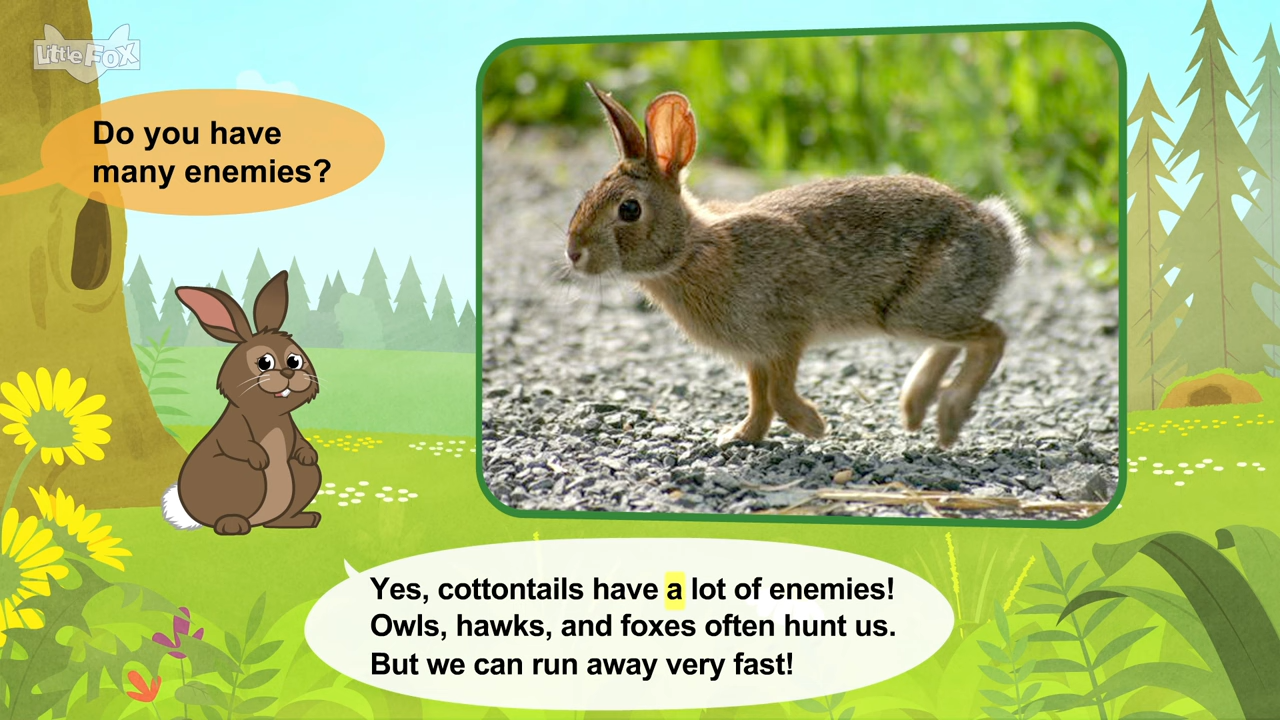 Little Fox
Do you have
many enemies?
Yes, cottontails have a lot of enemies!
Owls, hawks, and foxes often hunt us.
But we can run away very fast!